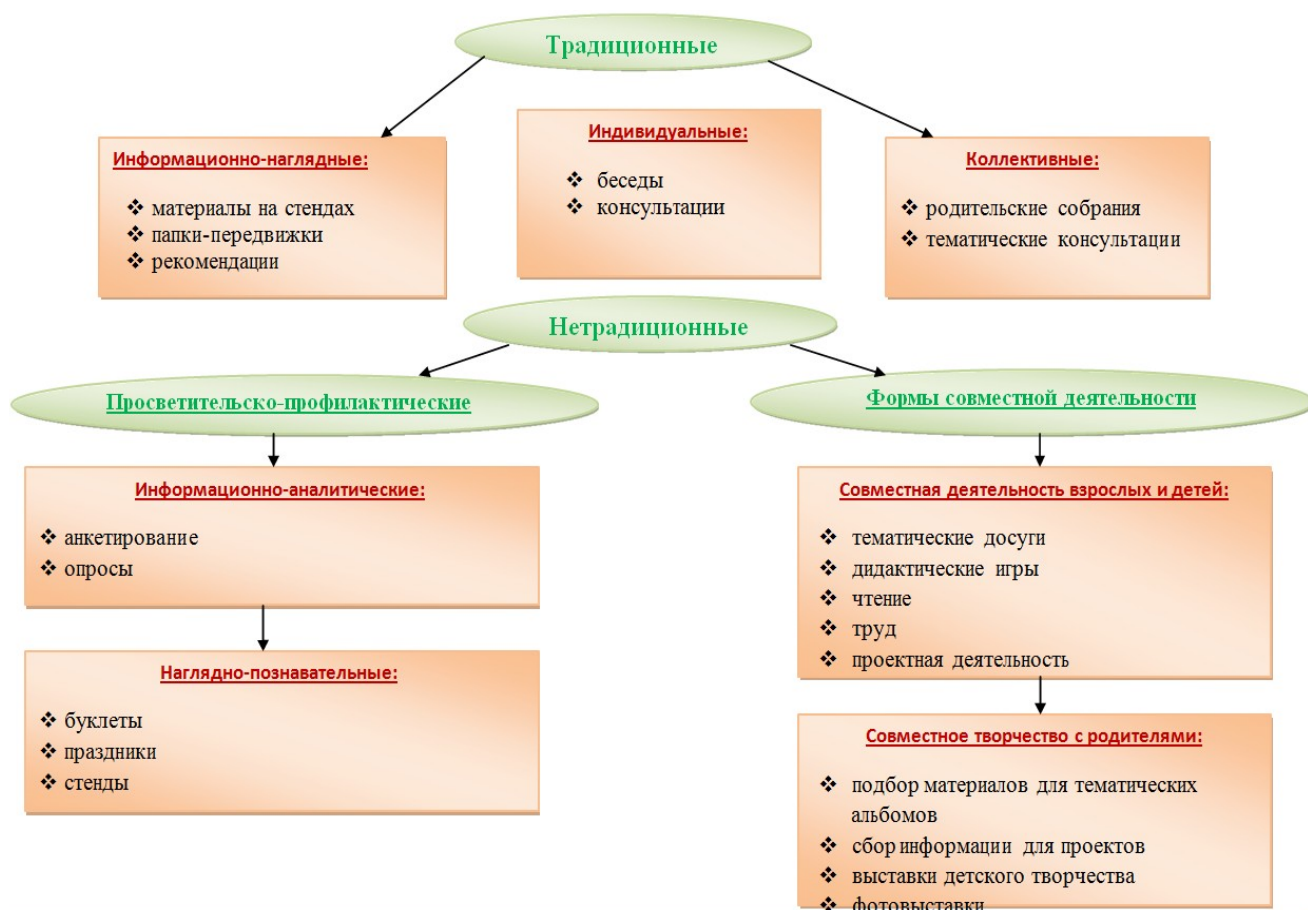 Традиционные
Информационно-наглядные:
❖ материалы на стендах
❖ папки-передвижки
❖ рекомендации
Индивидуальные:
❖ беседы
❖ консультации
Коллективные:
❖ родительские собрания
❖ тематические консультации
Нетрадиционные
Просветительско-профилактические
Информационно-аналитические:
❖ анкетирование
❖ опросы
Наглядно-познавательные:
❖ буклеты
❖ праздники
❖ стенды
Формы совместной деятельности
Совместная деятельность взрослых и детей:
❖ тематические досуги
❖ дидактические игры
❖ чтение
❖ труд
❖ проектная деятельность
Совместное творчество с родителями:
❖ подбор материалов для тематических
альбомов
❖ сбор информации для проектов
❖ выставки детского творчества
❖ фотовыставки